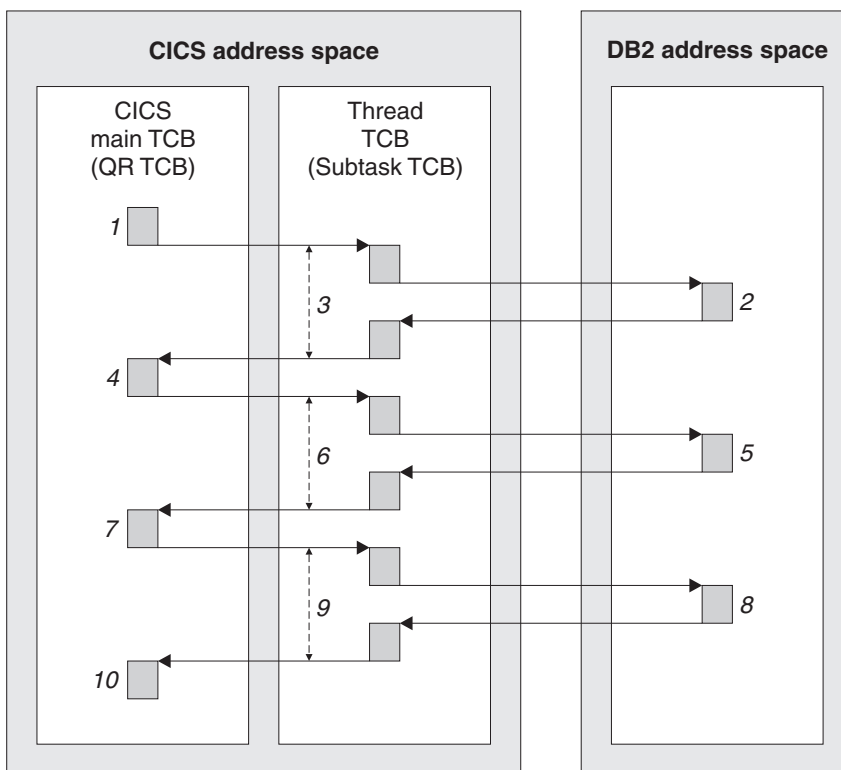 CICS address space
DB2 address space
CICS
main TCB
(QR TCB)
Thread
TCB
(Subtask TCB)
1
3
2
4
6
5
7
9
8
10